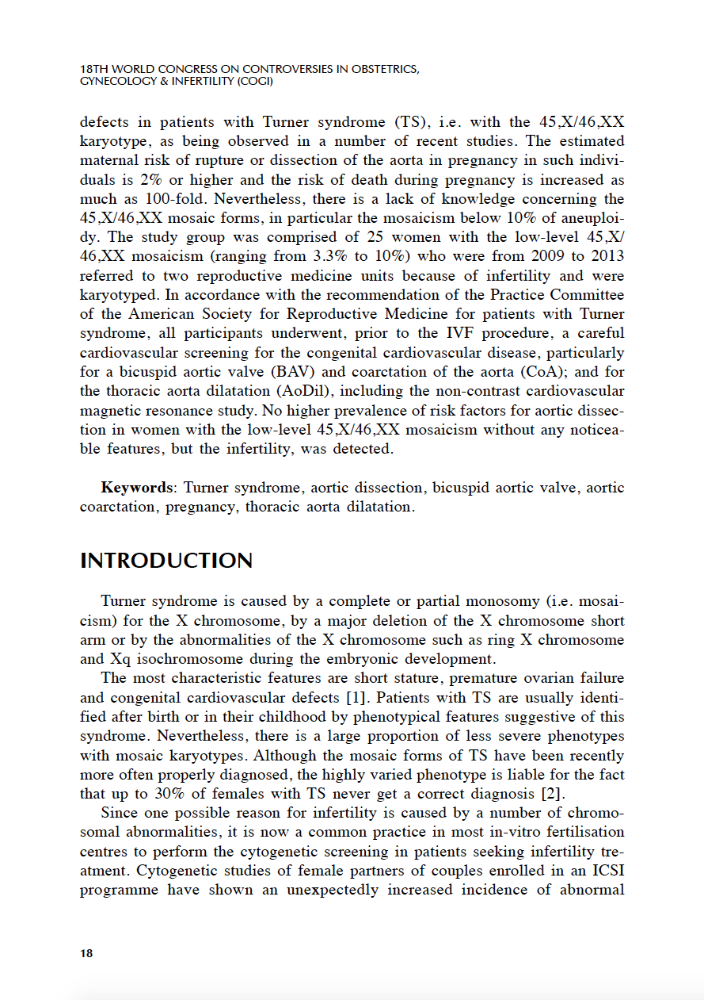 18TH WORLD CONGRESS ON CONTROVERSIES IN OBSTETRICS,
GYNECOLOGY & INFERTILITY (COGI)
defects in patients with Turner syndrome (TS), i.e. with the 45,X/46,XX
karyotype, as being observed in a number of recent studies. The estimated
maternal risk of rupture or dissection of the aorta in pregnancy in such indivi-
duals is 2% or higher and the risk of death during pregnancy is increased as
much as 100-fold. Nevertheless, there is a lack of knowledge concerning the
45,X/46,XX mosaic forms, in particular the mosaicism below 10% of aneuploi-
dy. The study group was comprised of 25 women with the low-level 45,X/
46,XX mosaicism (ranging from 3.3% to 10%) who were from 2009 to 2013
referred to two reproductive medicine units because of infertility and were
karyotyped. In accordance with the recommendation of the Practice Committee
of the American Society for Reproductive Medicine for patients with Turner
syndrome, all participants underwent, prior to the IVF procedure, a careful
cardiovascular screening for the congenital cardiovascular disease, particularly
for a bicuspid aortic valve (BAV) and coarctation of the aorta (CoA); and for
the thoracic aorta dilatation (AoDil), including the non-contrast cardiovascular
magnetic resonance study. No higher prevalence of risk factors for aortic dissec-
tion in women with the low-level 45,X/46,XX mosaicism without any noticea-
ble features, but the infertility, was detected.
Keywords: Turner syndrome, aortic dissection, bicuspid aortic valve, aortic
coarctation, pregnancy, thoracic aorta dilatation.
INTRODUCTION
Turner syndrome is caused by a complete or partial monosomy (i.e. mosai-
cism) for the X chromosome, by a major deletion of the X chromosome short
arm or by the abnormalities of the X chromosome such as ring X chromosome
and Xq isochromosome during the embryonic development.
The most characteristic features are short stature, premature ovarian failure
and congenital cardiovascular defects [1]. Patients with TS are usually identi-
fied after birth or in their childhood by phenotypical features suggestive of this
syndrome. Nevertheless, there is a large proportion of less severe phenotypes
with mosaic karyotypes. Although the mosaic forms of TS have been recently
more often properly diagnosed, the highly varied phenotype is liable for the fact
that up to 30% of females with TS never get a correct diagnosis [2].
Since one possible reason for infertility is caused by a number of chromo-
somal abnormalities, it is now a common practice in most in-vitro fertilisation
centres to perform the cytogenetic screening in patients seeking infertility tre-
atment. Cytogenetic studies of female partners of couples enrolled in an ICSI
programme have shown an unexpectedly increased incidence of abnormal
18